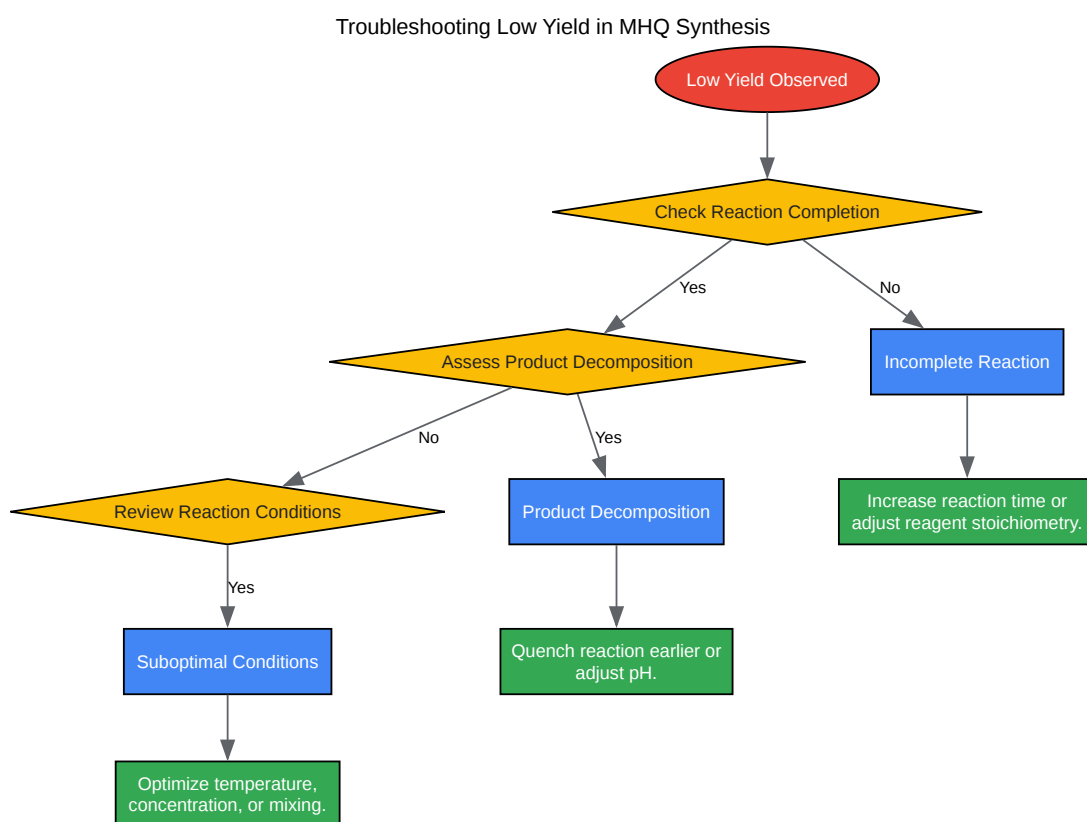 Troubleshooting Low Yield in MHQ Synthesis
Low Yield Observed
Check Reaction Completion
Yes
No
Assess Product Decomposition
Incomplete Reaction
No
Yes
Increase reaction time or
adjust reagent stoichiometry.
Review Reaction Conditions
Product Decomposition
Yes
Suboptimal Conditions
Quench reaction earlier or
adjust pH.
Optimize temperature,
concentration, or mixing.